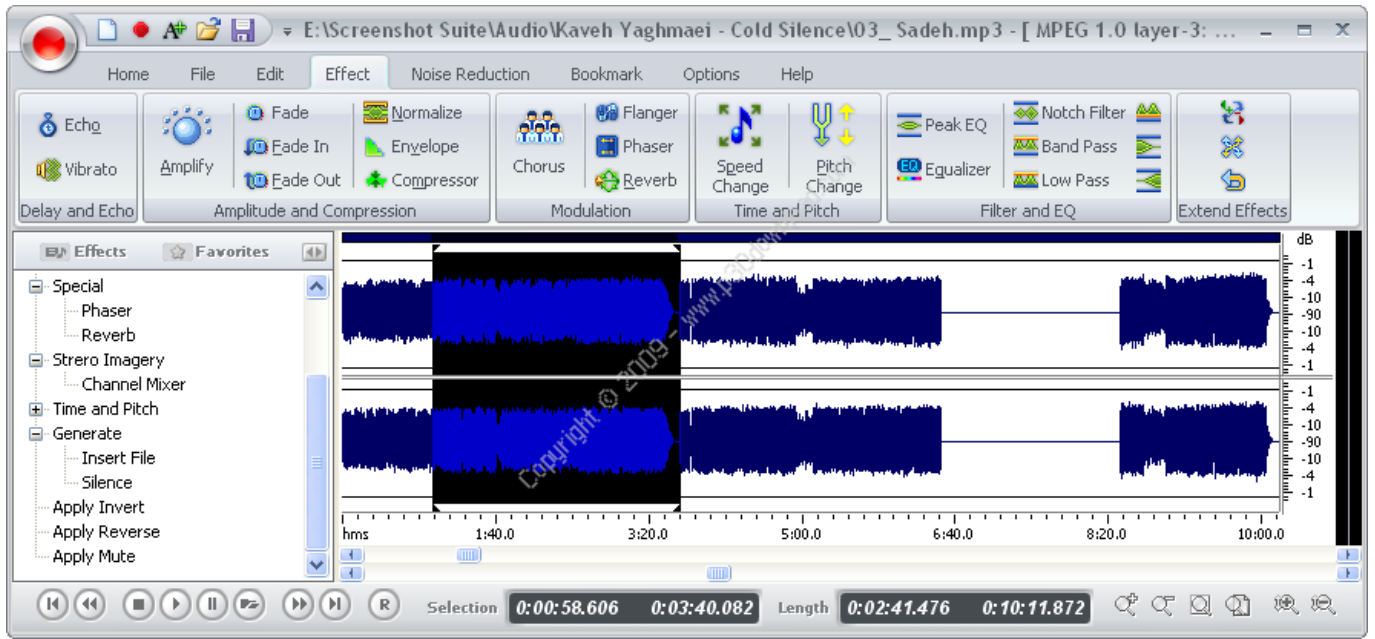 E:\Screenshot Suite\Audio\Kaveh Yaghmaei - Cold Silence\03_ Sadeh.mp3 - [ MPEG 1.0 layer-3: ...
Home File Edit Effect Noise Reduction Bookmark Options Help
Echo
Vibrato
Delay and Echo
Amplify
Fade
Fade In
Fade Out
Normalize
Envelope
Compressor
Amplitude and Compression
Chorus
Flanger
Phaser
Reverb
Modulation
Speed
Change
Pitch
Change
Time and Pitch
Peak EQ
EQ
Equalizer
Notch Filter
Band Pass
Low Pass
Filter and EQ
Extend Effects
Effects Favorites
Special
Phaser
Reverb
Strero Imagery
Channel Mixer
Time and Pitch
Generate
Insert File
Silence
Apply Invert
Apply Reverse
Apply Mute
dB
-1
-4
-10
-90
-10
-4
-1
-1
-4
-10
-90
-10
-4
-1
hms 1:40.0 3:20.0 5:00.0 6:40.0 8:20.0 10:00.0
R Selection 0:00:58.606 0:03:40.082 Length 0:02:41.476 0:10:11.872